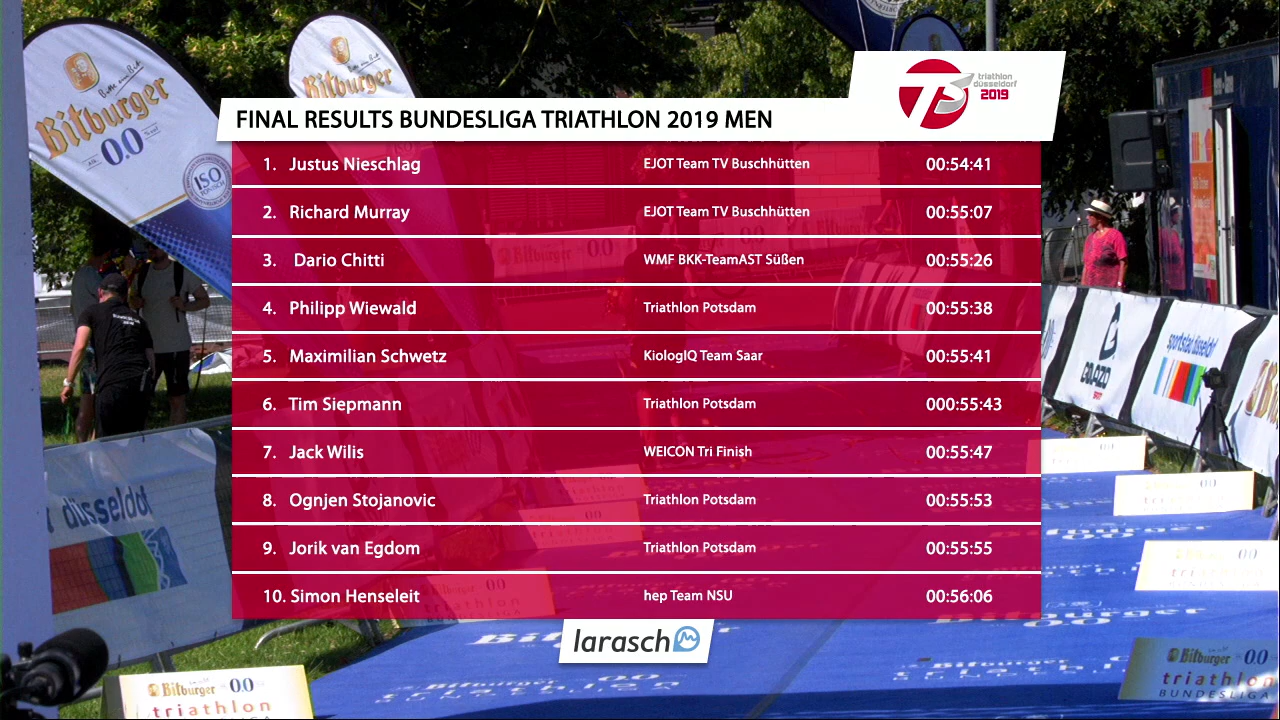 Bitburger
0.0
ISO
Bitburger
triathlon
düsseldorf
2019
FINAL RESULTS BUNDESLIGA TRIATHLON 2019 MEN
1. Justus Nieschlag EJOT Team TV Buschhütten 00:54:41
2. Richard Murray EJOT Team TV Buschhütten 00:55:07
3. Dario Chitti WMF BKK-TeamAST Süßen 00:55:26
4. Philipp Wiewald Triathlon Potsdam 00:55:38
5. Maximilian Schwetz KiologIQ Team Saar 00:55:41
6. Tim Siepmann Triathlon Potsdam 000:55:43
7. Jack Wilis WEICON Tri Finish 00:55:47
8. Ognjen Stojanovic Triathlon Potsdam 00:55:53
9. Jorik van Egdom Triathlon Potsdam 00:55:55
10. Simon Henseleit hep Team NSU 00:56:06
larasch
düsseldorf
Bitburger 0.0
triathlon
Bitburger 0.0
triathlon
BUNDESLIGA